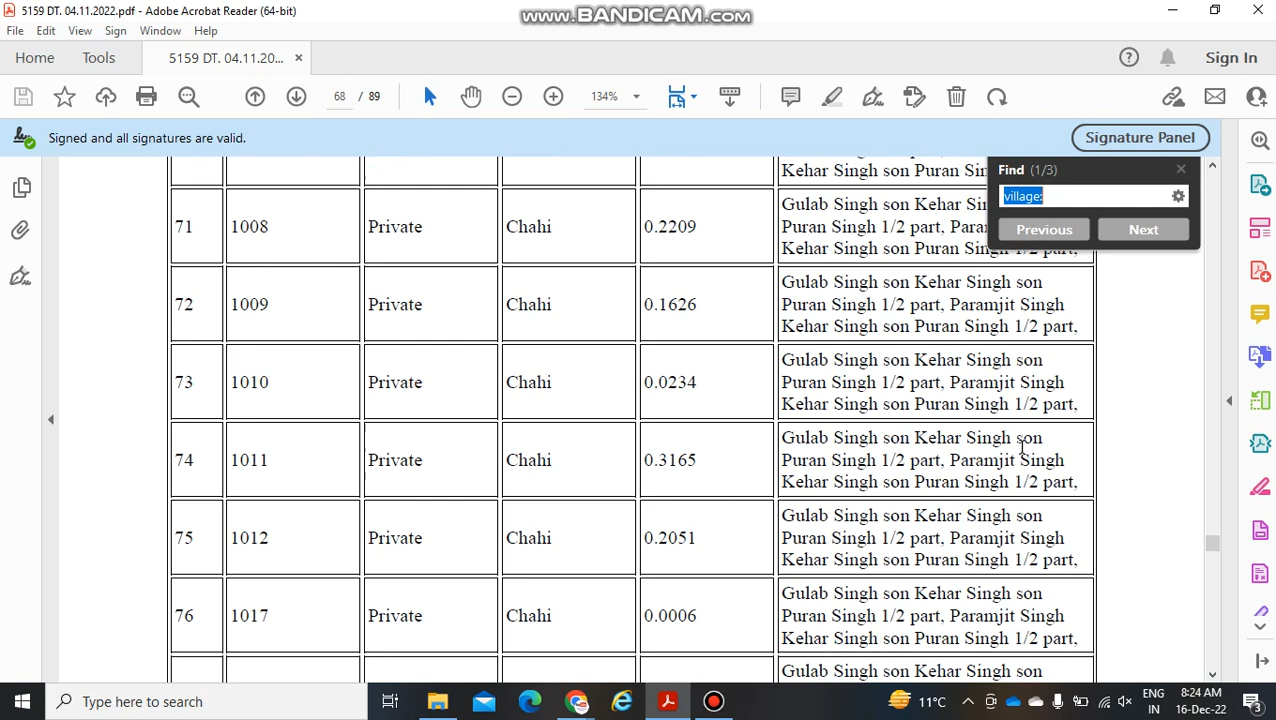 5159 DT. 04.11.2022.pdf - Adobe Acrobat Reader (64-bit)
www.BANDICAM.com
File Edit View Sign Window Help
Home Tools 5159 DT. 04.11.20... × Sign In
68 / 89 134%
Signed and all signatures are valid.
Signature Panel
Find (1/3)
village:
Previous Next
Kehar Singh son Puran Sin
71 1008 Private Chahi 0.2209
Gulab Singh son Kehar Sin
Puran Singh 1/2 part, Para
Kehar Singh son Puran Singh 1/2 part,
72 1009 Private Chahi 0.1626
Gulab Singh son Kehar Singh son
Puran Singh 1/2 part, Paramjit Singh
Kehar Singh son Puran Singh 1/2 part,
73 1010 Private Chahi 0.0234
Gulab Singh son Kehar Singh son
Puran Singh 1/2 part, Paramjit Singh
Kehar Singh son Puran Singh 1/2 part,
74 1011 Private Chahi 0.3165
Gulab Singh son Kehar Singh son
Puran Singh 1/2 part, Paramjit Singh
Kehar Singh son Puran Singh 1/2 part,
75 1012 Private Chahi 0.2051
Gulab Singh son Kehar Singh son
Puran Singh 1/2 part, Paramjit Singh
Kehar Singh son Puran Singh 1/2 part,
76 1017 Private Chahi 0.0006
Gulab Singh son Kehar Singh son
Puran Singh 1/2 part, Paramjit Singh
Kehar Singh son Puran Singh 1/2 part,
Gulab Singh son Kehar Singh son
Type here to search
11°C
ENG
IN
8:24 AM
16-Dec-22
3